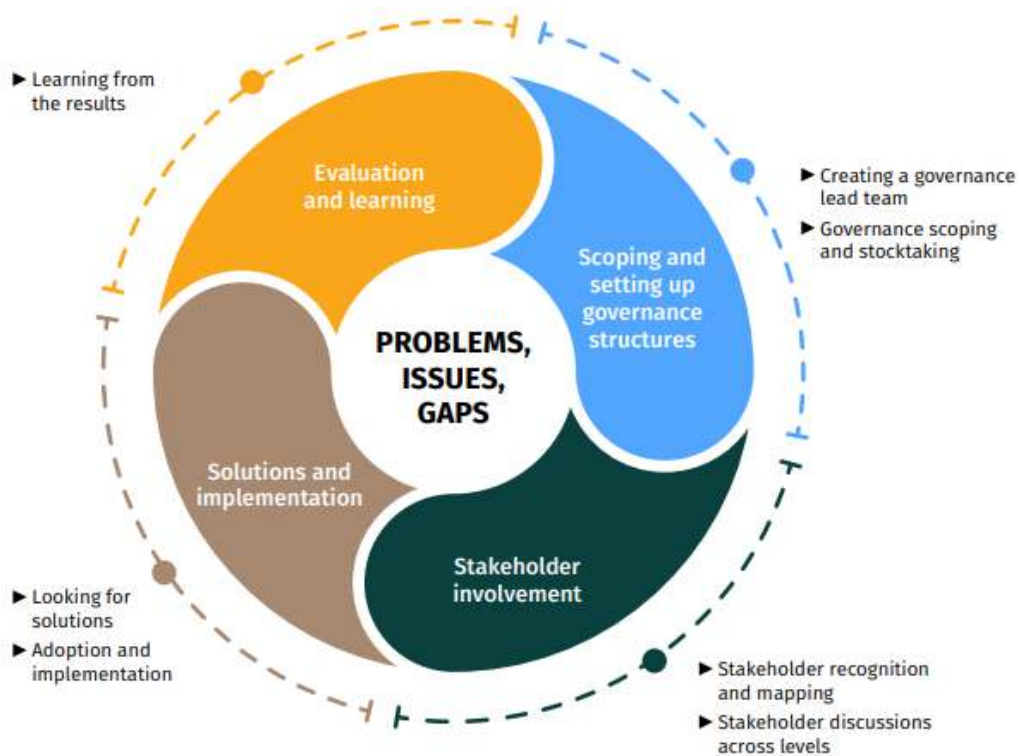 ► Learning from
the results
Evaluation
and learning
► Creating a governance
lead team
► Governance scoping
and stocktaking
Scoping and
setting up
governance
structures
PROBLEMS,
ISSUES,
GAPS
Solutions and
implementation
Stakeholder
involvement
► Looking for
solutions
► Adoption and
implementation
► Stakeholder recognition
and mapping
► Stakeholder discussions
across levels